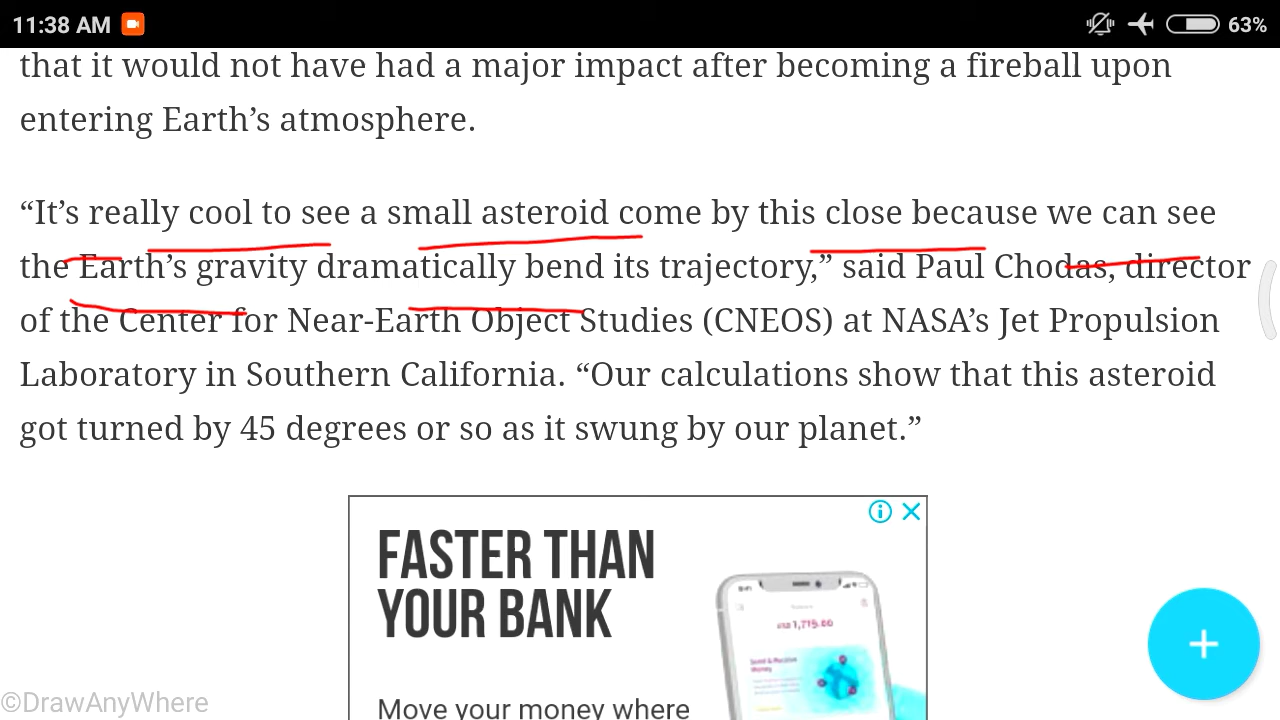 11:38 AM 63%
that it would not have had a major impact after becoming a fireball upon
entering Earth’s atmosphere.
“It’s really cool to see a small asteroid come by this close because we can see
the Earth’s gravity dramatically bend its trajectory,” said Paul Chodas, director
of the Center for Near-Earth Object Studies (CNEOS) at NASA’s Jet Propulsion
Laboratory in Southern California. “Our calculations show that this asteroid
got turned by 45 degrees or so as it swung by our planet.”
FASTER THAN
YOUR BANK
Move your money where
Send & Receive
Money
©DrawAnyWhere